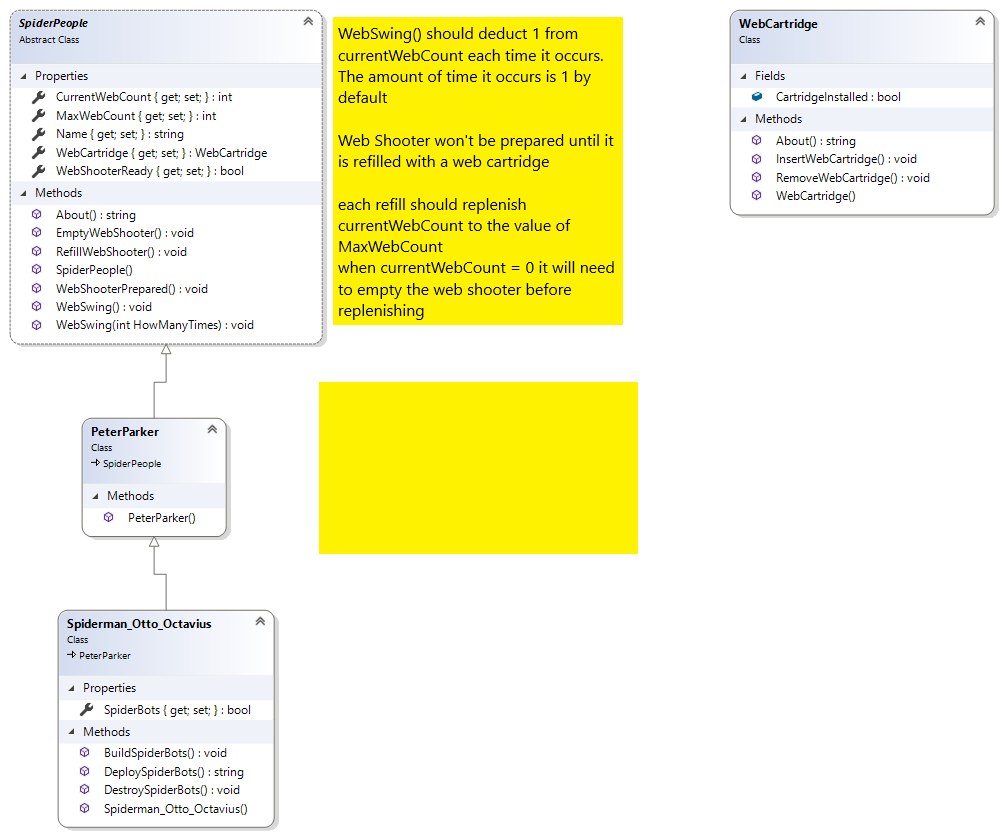 SpiderPeople
Abstract Class
Properties
CurrentWebCount { get; set; } : int
MaxWebCount { get; set; } : int
Name { get; set; } : string
WebCartridge { get; set; } : WebCartridge
WebShooterReady { get; set; } : bool
Methods
About() : string
EmptyWebShooter() : void
RefillWebShooter() : void
SpiderPeople()
WebShooterPrepared() : void
WebSwing() : void
WebSwing(int HowManyTimes) : void
WebSwing() should deduct 1 from
currentWebCount each time it occurs.
The amount of time it occurs is 1 by
default
Web Shooter won't be prepared until it
is refilled with a web cartridge
each refill should replenish
currentWebCount to the value of
MaxWebCount
when currentWebCount = 0 it will need
to empty the web shooter before
replenishing
WebCartridge
Class
Fields
CartridgeInstalled : bool
Methods
About() : string
InsertWebCartridge() : void
RemoveWebCartridge() : void
WebCartridge()
PeterParker
Class
SpiderPeople
Methods
PeterParker()
Spiderman_Otto_Octavius
Class
PeterParker
Properties
SpiderBots { get; set; } : bool
Methods
BuildSpiderBots() : void
DeploySpiderBots() : string
DestroySpiderBots() : void
Spiderman_Otto_Octavius()